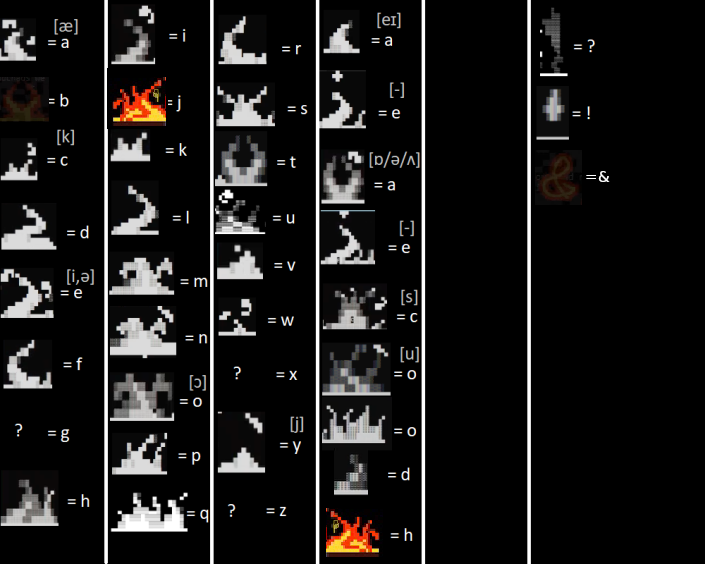 [æ]
= a
= b
[k]
= c
= d
[i,ə]
= e
= f
? = g
= h
= i
= j
= k
= l
= m
= n
[ɔ]
= o
= p
= q
= r
= s
= t
= u
= v
= w
? = x
[j]
= y
? = z
[eɪ]
= a
[-]
= e
[ɒ/ə/ʌ]
= a
[-]
= e
[s]
= c
[u]
= o
= o
= d
= h
= ?
= !
=&